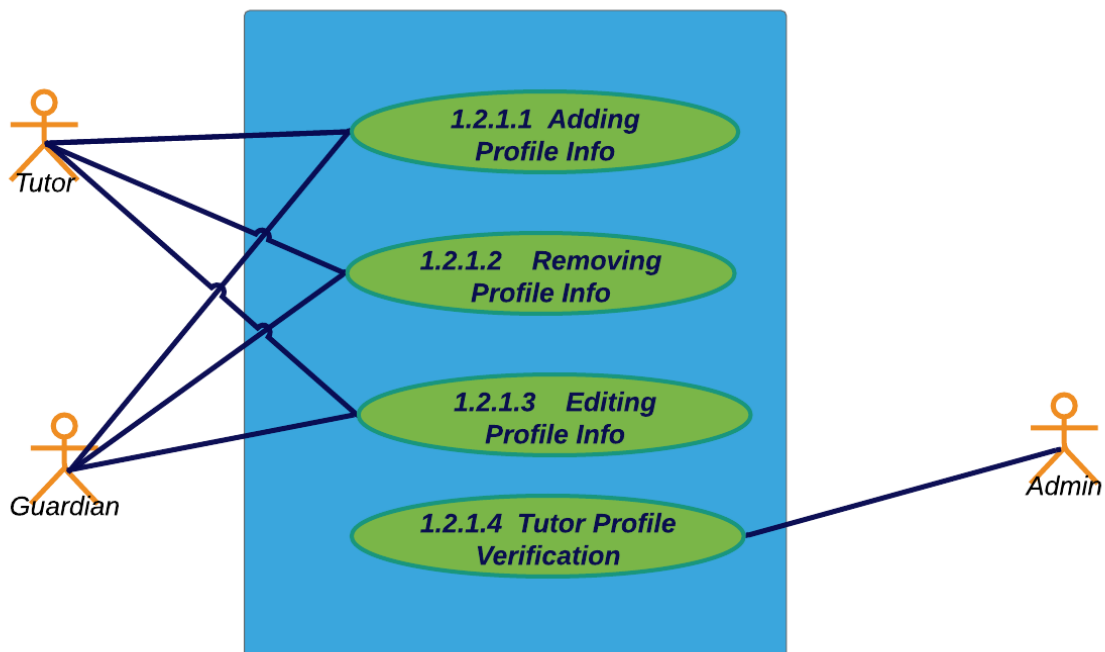 1.2.1.1 Adding
Profile Info
Tutor
1.2.1.2 Removing
Profile Info
1.2.1.3 Editing
Profile Info
Guardian
Admin
1.2.1.4 Tutor Profile
Verification